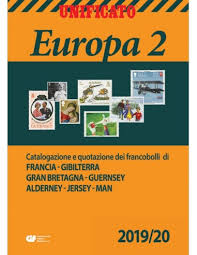 UNIFICATO
Europa 2
Catalogazione e quotazione dei francobolli di
FRANCIA - GIBILTERRA
GRAN BRETAGNA - GUERNSEY
ALDERNEY - JERSEY - MAN
2019/20